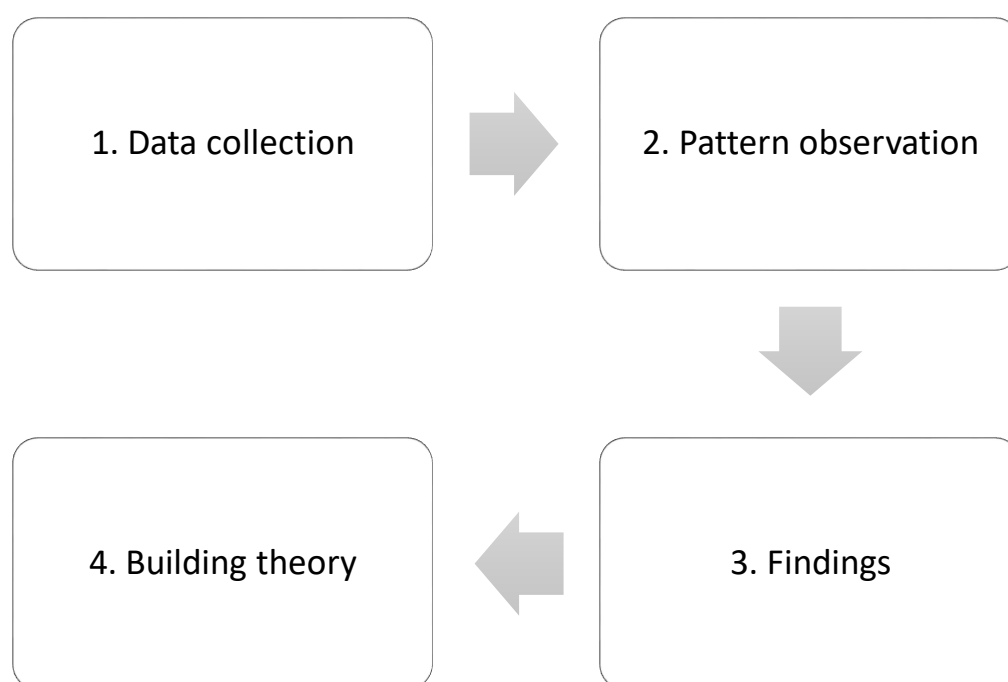 1. Data collection
2. Pattern observation
3. Findings
4. Building theory